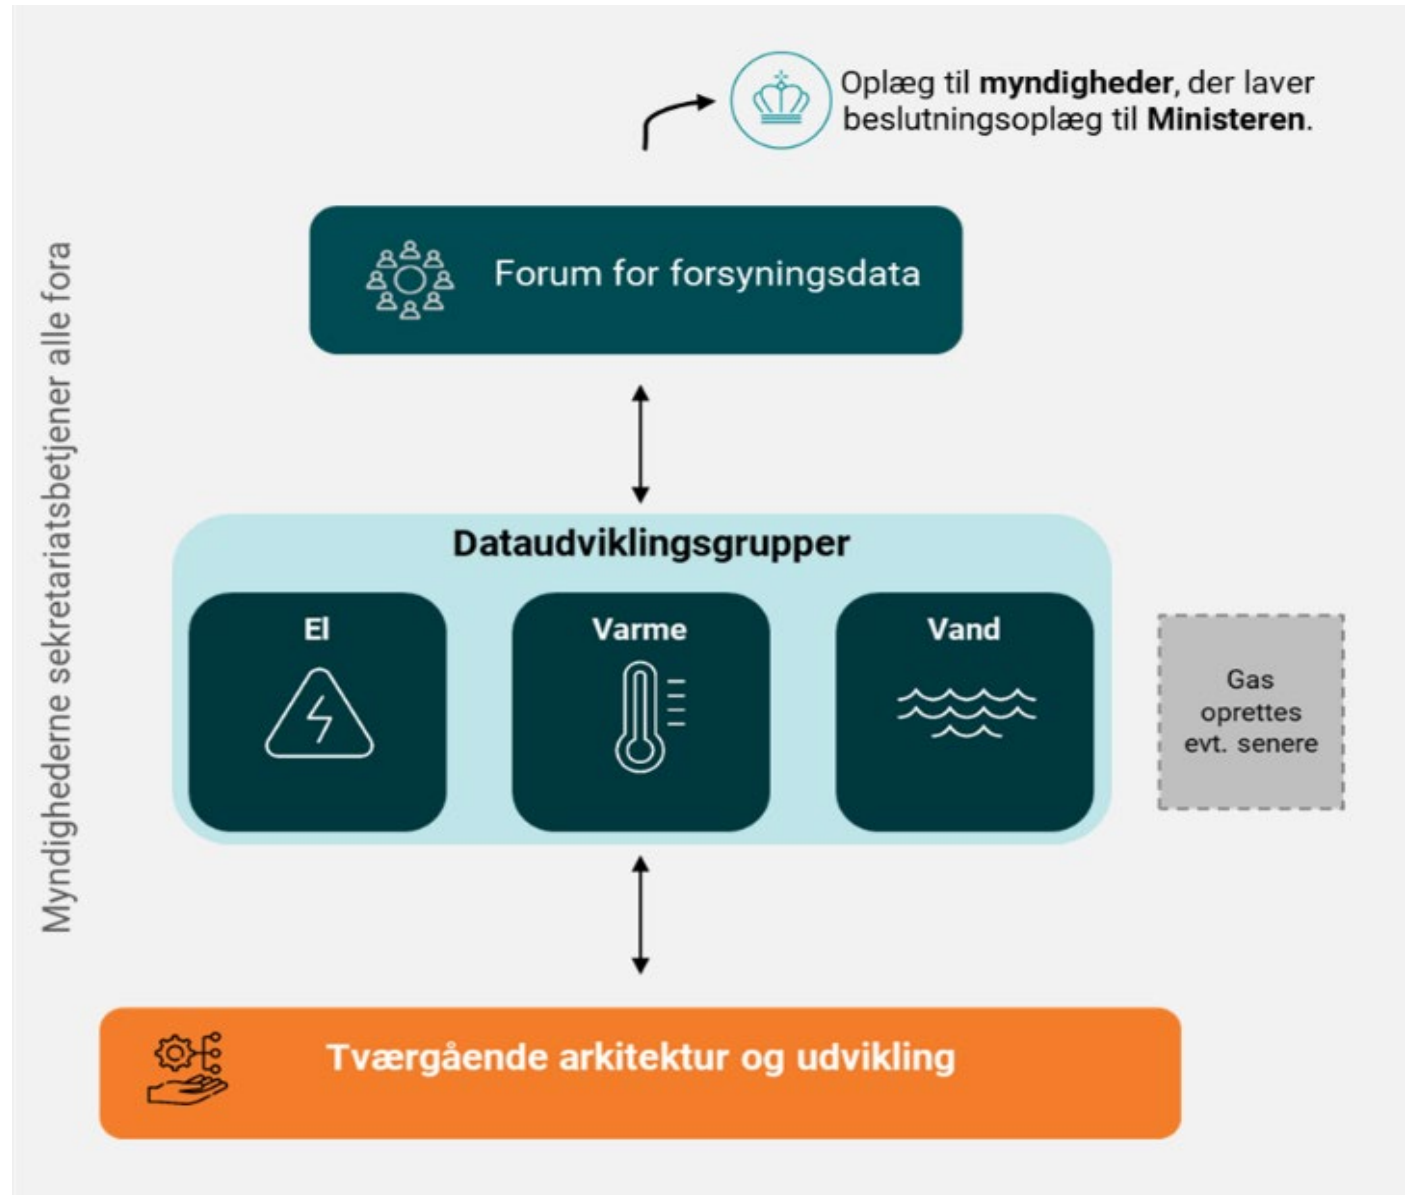 Oplæg til myndigheder, der laver
beslutningsoplæg til Ministeren.
Forum for forsyningsdata
Myndighederne sekretariatsbetjener alle fora
Dataudviklingsgrupper
El
Varme
Vand
Gas
oprettes
evt. senere
Tværgående arkitektur og udvikling